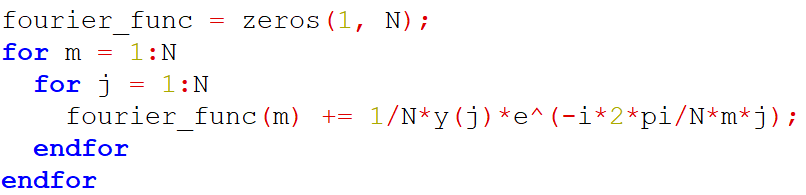 fourier_func = zeros(1, N);
for m = 1:N
  for j = 1:N
    fourier_func(m) += 1/N*y(j)*e^(-i*2*pi/N*m*j);
  endfor
endfor